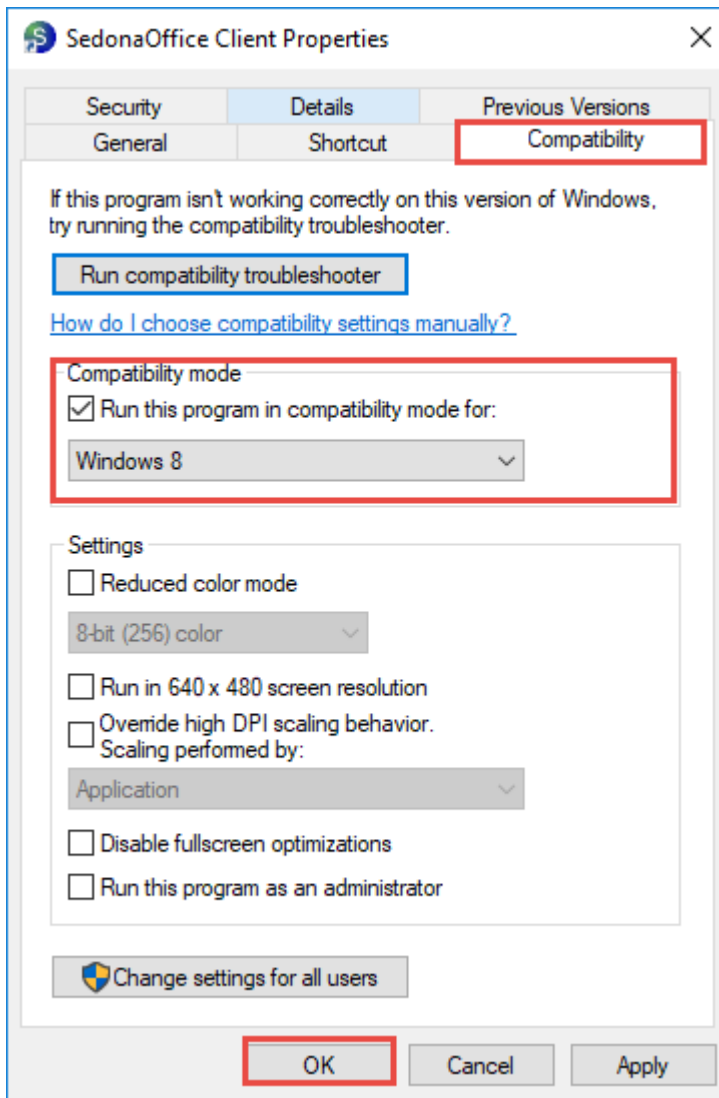 SedonaOffice Client Properties
Security
Details
Previous Versions
General
Shortcut
Compatibility
If this program isn't working correctly on this version of Windows,
try running the compatibility troubleshooter.
Run compatibility troubleshooter
How do I choose compatibility settings manually?
Compatibility mode
Run this program in compatibility mode for:
Windows 8
Settings
Reduced color mode
8-bit (256) color
Run in 640 x 480 screen resolution
Override high DPI scaling behavior.
Scaling performed by:
Application
Disable fullscreen optimizations
Run this program as an administrator
Change settings for all users
OK
Cancel
Apply